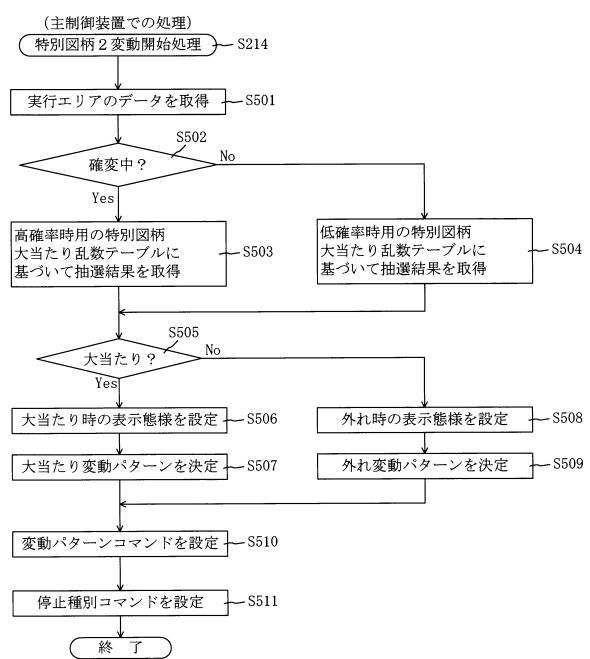 (主制御装置での処理)
特別図柄2変動開始処理
S214
実行エリアのデータを取得
S501
S502
確変中?
No
Yes
高確率時用の特別図柄
大当たり乱数テーブルに
基づいて抽選結果を取得
S503
低確率時用の特別図柄
大当たり乱数テーブルに
基づいて抽選結果を取得
S504
S505
大当たり?
No
Yes
大当たり時の表示態様を設定
S506
外れ時の表示態様を設定
S508
大当たり変動パターンを決定
S507
外れ変動パターンを決定
S509
変動パターンコマンドを設定
S510
停止種別コマンドを設定
S511
終 了